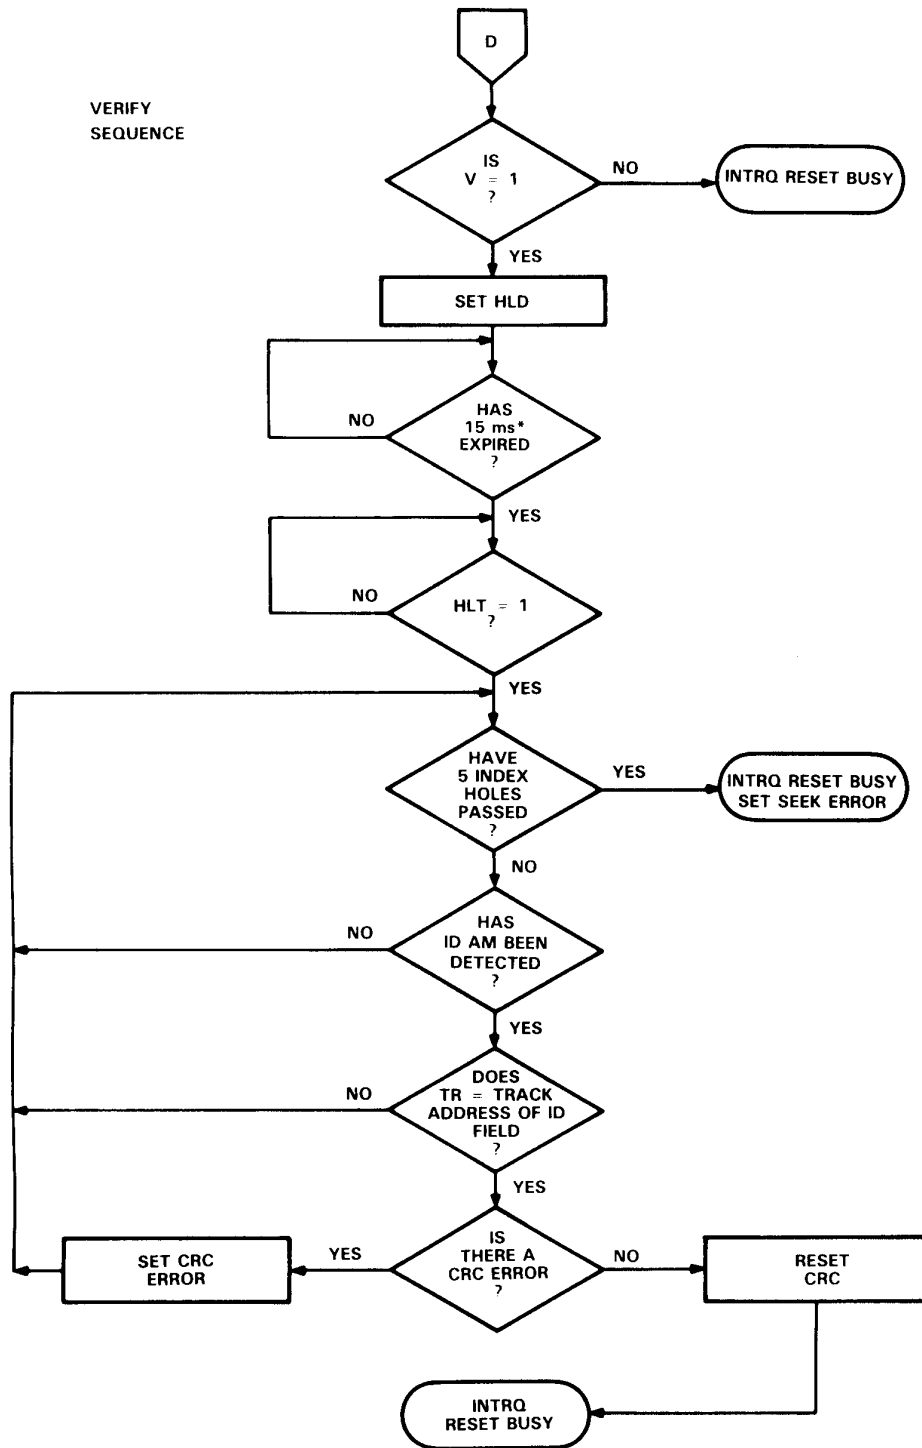 D
VERIFY
SEQUENCE
IS
V = 1
?
NO
INTRQ RESET BUSY
YES
SET HLD
NO
HAS
15 ms*
EXPIRED
?
YES
NO
HLT = 1
?
YES
HAVE
5 INDEX
HOLES
PASSED
?
YES
INTRQ RESET BUSY
SET SEEK ERROR
NO
NO
HAS
ID AM BEEN
DETECTED
?
YES
NO
DOES
TR = TRACK
ADDRESS OF ID
FIELD
?
YES
SET CRC
ERROR
YES
IS
THERE A
CRC ERROR
?
NO
RESET
CRC
INTRQ
RESET BUSY